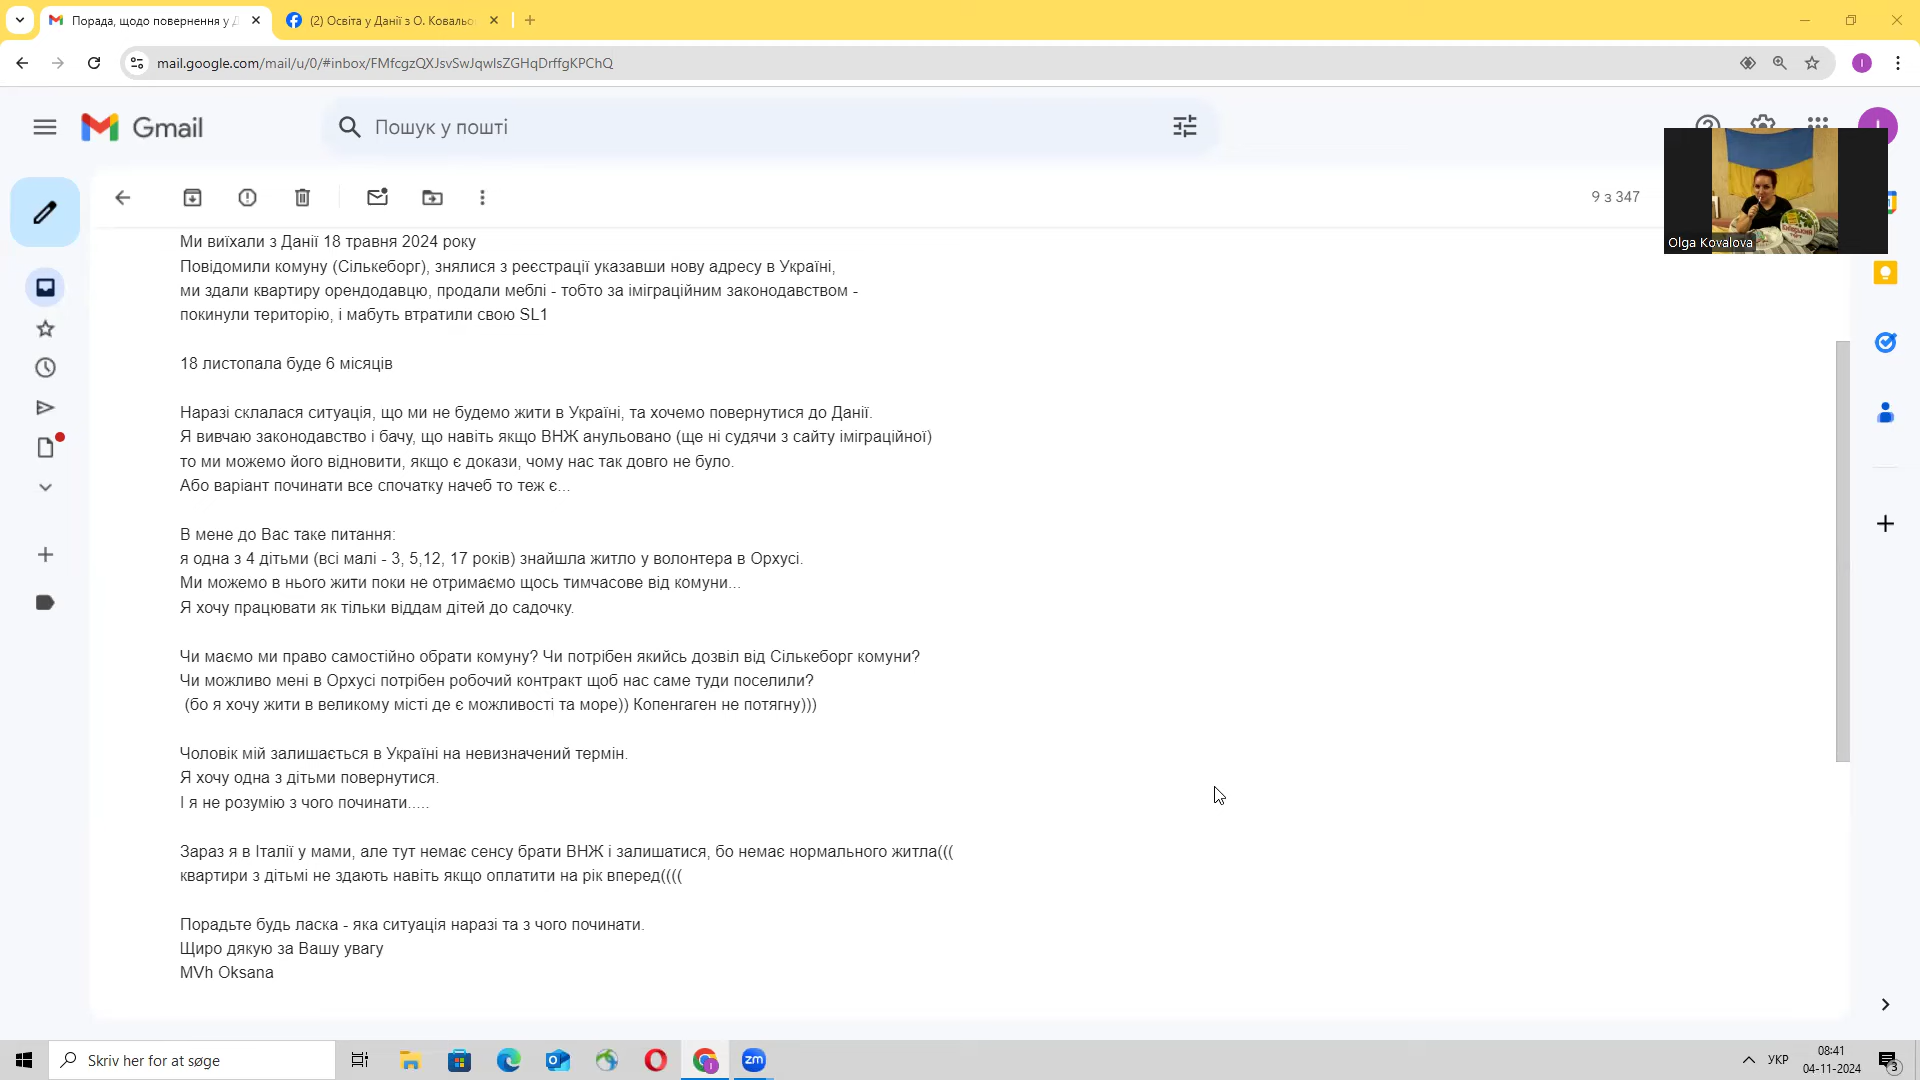 Порада, щодо повернення у Д
(2) Освіта у Данії з О. Ковальо
mail.google.com/mail/u/0/#inbox/FMfcgzQXJsvSwJqwlsZGHqDrffgKPChQ
Gmail
Пошук у пошті
9 з 347
Olga Kovalova
Ми виїхали з Данії 18 травня 2024 року
Повідомили комуну (Сількеборг), знялися з реєстрації указавши нову адресу в Україні,
ми здали квартиру орендодавцю, продали меблі - тобто за іміграційним законодавством -
покинули територію, і мабуть втратили свою SL1
18 листопала буде 6 місяців
Наразі склалася ситуація, що ми не будемо жити в Україні, та хочемо повернутися до Данії.
Я вивчаю законодавство і бачу, що навіть якщо ВНЖ анульовано (ще ні судячи з сайту іміграційної)
то ми можемо його відновити, якщо є докази, чому нас так довго не було.
Або варіант починати все спочатку начеб то теж є...
В мене до Вас таке питання:
я одна з 4 дітьми (всі малі - 3, 5,12, 17 років) знайшла житло у волонтера в Орхусі.
Ми можемо в нього жити поки не отримаємо щось тимчасове від комуни...
Я хочу працювати як тільки віддам дітей до садочку.
Чи маємо ми право самостійно обрати комуну? Чи потрібен якийсь дозвіл від Сількеборг комуни?
Чи можливо мені в Орхусі потрібен робочий контракт щоб нас саме туди поселили?
(бо я хочу жити в великому місті де є можливості та море)) Копенгаген не потягну)))
Чоловік мій залишається в Україні на невизначений термін.
Я хочу одна з дітьми повернутися.
І я не розумію з чого починати.....
Зараз я в Італії у мами, але тут немає сенсу брати ВНЖ і залишатися, бо немає нормального житла(((
квартири з дітьмі не здають навіть якщо оплатити на рік вперед((((
Порадьте будь ласка - яка ситуація наразі та з чого починати.
Щиро дякую за Вашу увагу
MVh Oksana
Skriv her for at søge
zm
УКР
08:41
04-11-2024
3